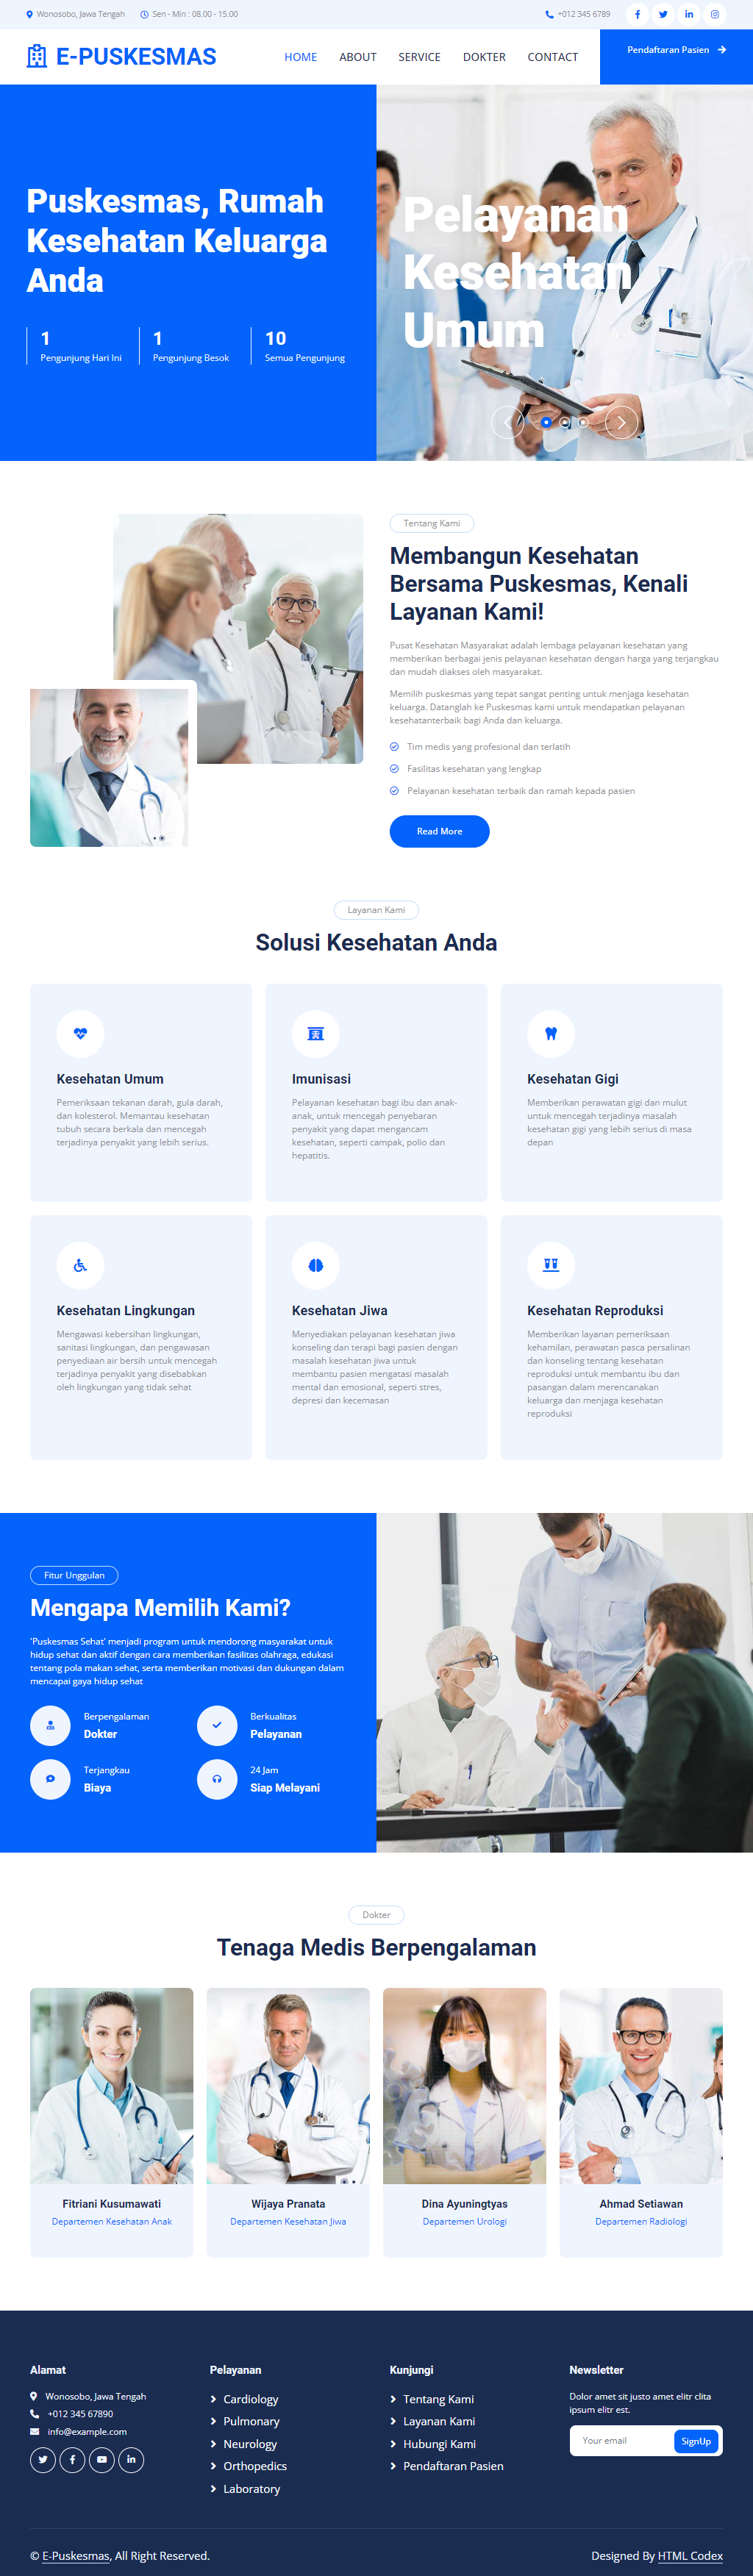 Wonosobo, Jawa Tengah
Sen - Min : 08.00 - 15.00
+012 345 6789
E-PUSKESMAS
HOME
ABOUT
SERVICE
DOKTER
CONTACT
Pendaftaran Pasien
Puskesmas, Rumah
Kesehatan Keluarga
Anda
1
Pengunjung Hari Ini
1
Pengunjung Besok
10
Semua Pengunjung
Pelayanan
Kesehatan
Umum
Tentang Kami
Membangun Kesehatan
Bersama Puskesmas, Kenali
Layanan Kami!
Pusat Kesehatan Masyarakat adalah lembaga pelayanan kesehatan yang
memberikan berbagai jenis pelayanan kesehatan dengan harga yang terjangkau
dan mudah diakses oleh masyarakat.
Memilih puskesmas yang tepat sangat penting untuk menjaga kesehatan
keluarga. Datanglah ke Puskesmas kami untuk mendapatkan pelayanan
kesehatanterbaik bagi Anda dan keluarga.
Tim medis yang profesional dan terlatih
Fasilitas kesehatan yang lengkap
Pelayanan kesehatan terbaik dan ramah kepada pasien
Read More
Layanan Kami
Solusi Kesehatan Anda
Kesehatan Umum
Pemeriksaan tekanan darah, gula darah,
dan kolesterol. Memantau kesehatan
tubuh secara berkala dan mencegah
terjadinya penyakit yang lebih serius.
Imunisasi
Pelayanan kesehatan bagi ibu dan anak-
anak, untuk mencegah penyebaran
penyakit yang dapat mengancam
kesehatan, seperti campak, polio dan
hepatitis.
Kesehatan Gigi
Memberikan perawatan gigi dan mulut
untuk mencegah terjadinya masalah
kesehatan gigi yang lebih serius di masa
depan
Kesehatan Lingkungan
Mengawasi kebersihan lingkungan,
sanitasi lingkungan, dan pengawasan
penyediaan air bersih untuk mencegah
terjadinya penyakit yang disebabkan
oleh lingkungan yang tidak sehat
Kesehatan Jiwa
Menyediakan pelayanan kesehatan jiwa
konseling dan terapi bagi pasien dengan
masalah kesehatan jiwa untuk
membantu pasien mengatasi masalah
mental dan emosional, seperti stres,
depresi dan kecemasan
Kesehatan Reproduksi
Memberikan layanan pemeriksaan
kehamilan, perawatan pasca persalinan
dan konseling tentang kesehatan
reproduksi untuk membantu ibu dan
pasangan dalam merencanakan
keluarga dan menjaga kesehatan
reproduksi
Fitur Unggulan
Mengapa Memilih Kami?
'Puskesmas Sehat' menjadi program untuk mendorong masyarakat untuk
hidup sehat dan aktif dengan cara memberikan fasilitas olahraga, edukasi
tentang pola makan sehat, serta memberikan motivasi dan dukungan dalam
mencapai gaya hidup sehat
Berpengalaman
Dokter
Berkualitas
Pelayanan
Terjangkau
Biaya
24 Jam
Siap Melayani
Dokter
Tenaga Medis Berpengalaman
Fitriani Kusumawati
Departemen Kesehatan Anak
Wijaya Pranata
Departemen Kesehatan Jiwa
Dina Ayuningtyas
Departemen Urologi
Ahmad Setiawan
Departemen Radiologi
Alamat
Wonosobo, Jawa Tengah
+012 345 67890
info@example.com
Pelayanan
Cardiology
Pulmonary
Neurology
Orthopedics
Laboratory
Kunjungi
Tentang Kami
Layanan Kami
Hubungi Kami
Pendaftaran Pasien
Newsletter
Dolor amet sit justo amet elitr clita
ipsum elitr est.
Your email
SignUp
© E-Puskesmas, All Right Reserved.
Designed By HTML Codex